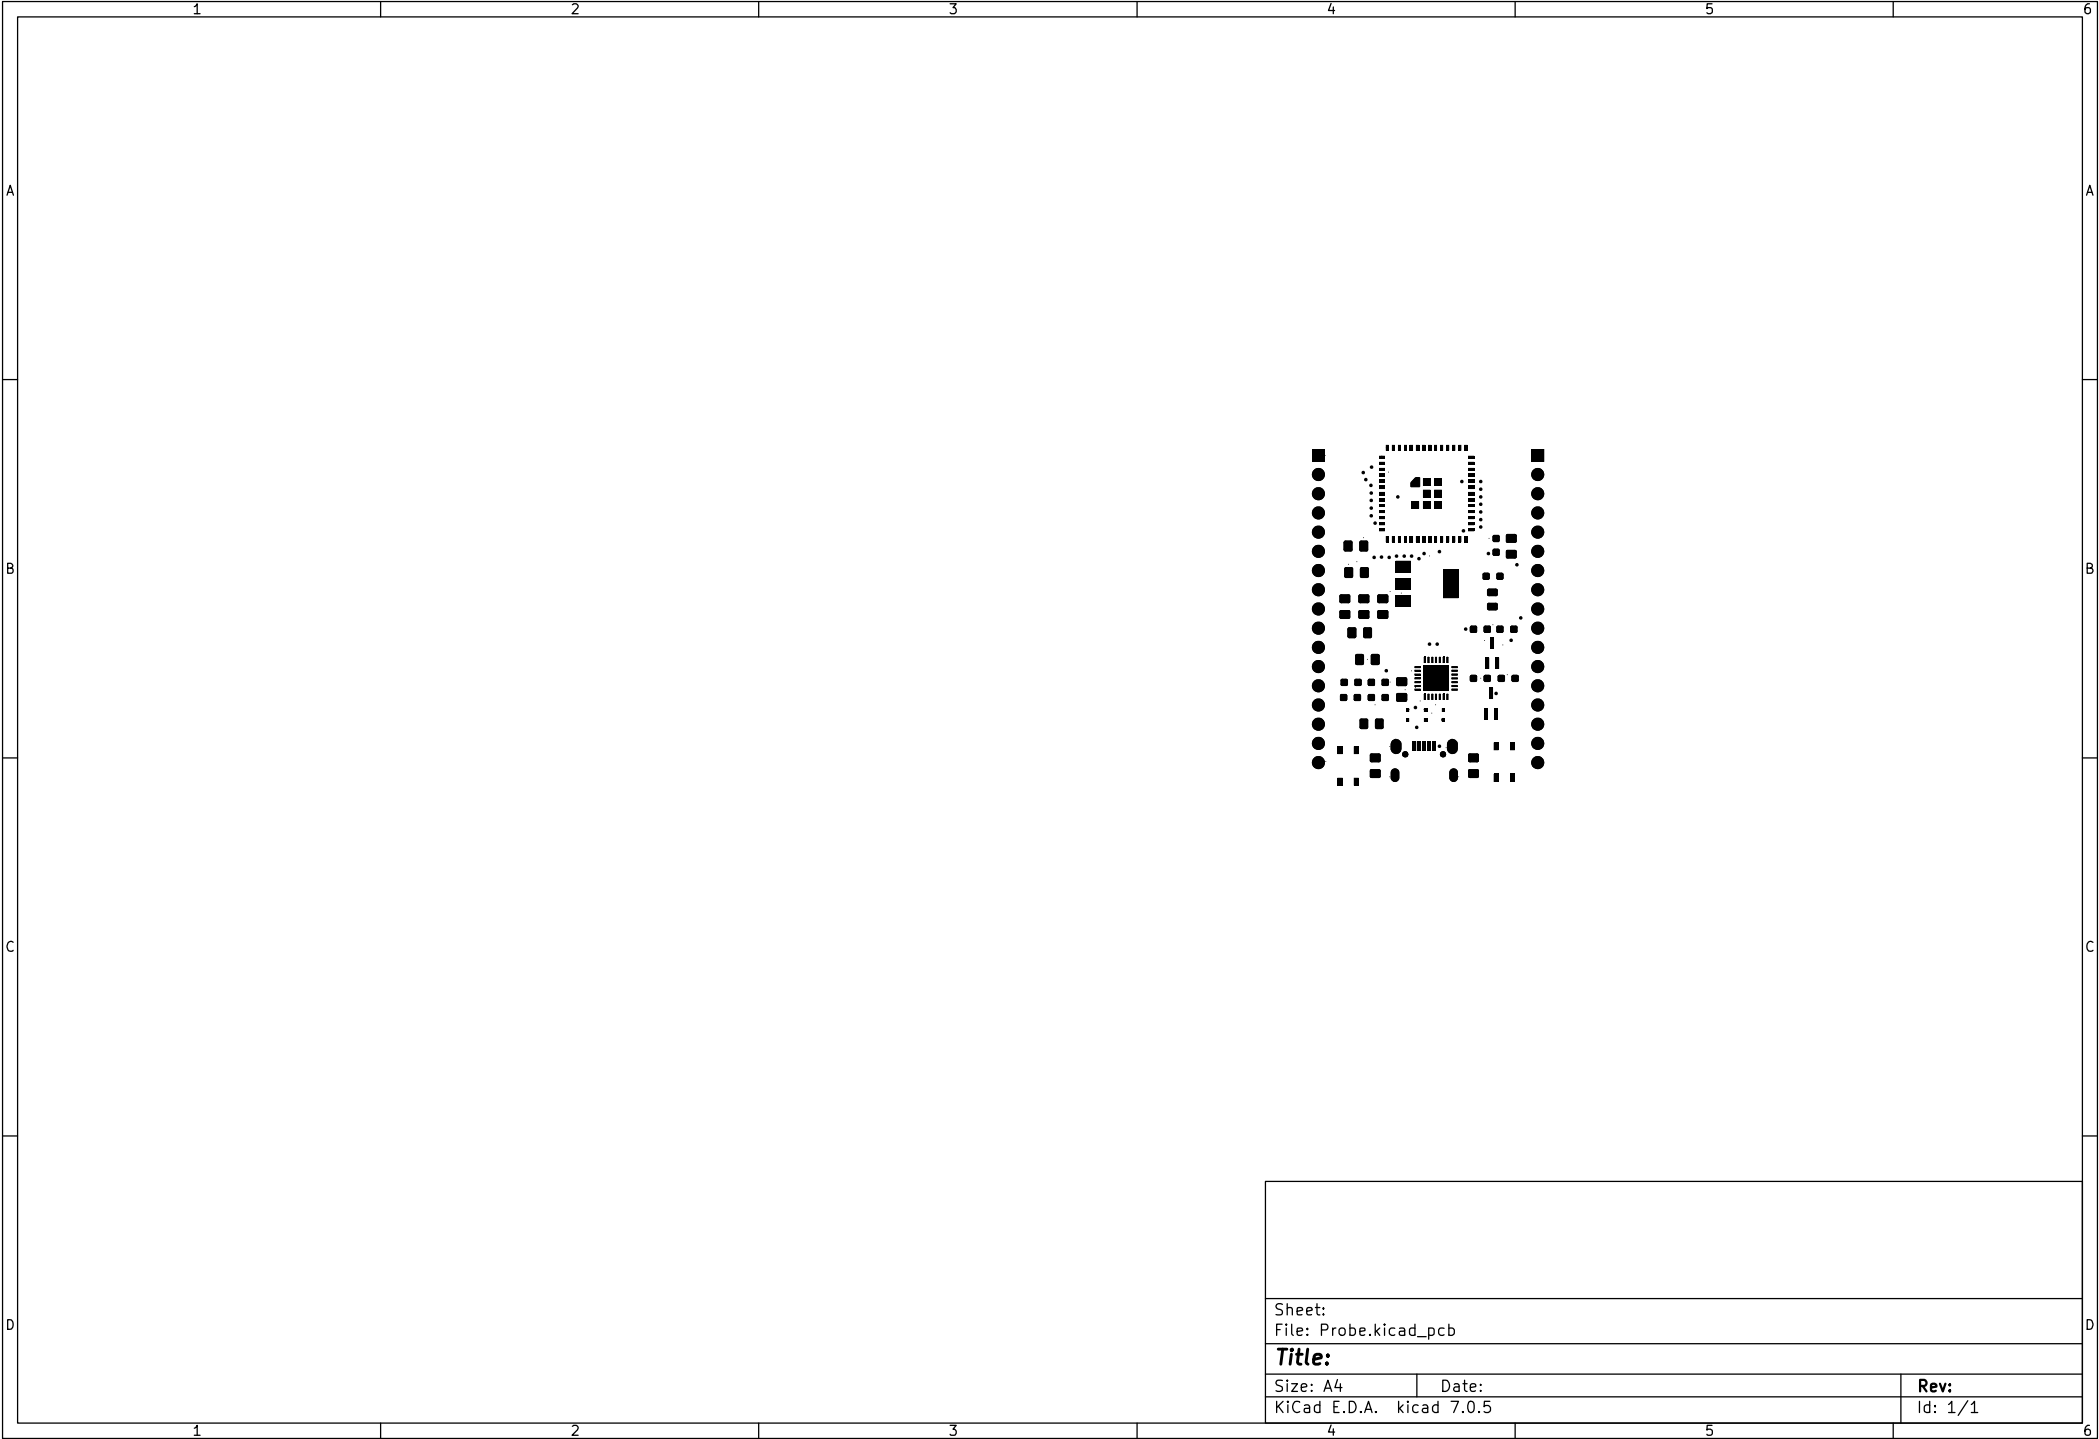 1 2 3 4 5 6
A A
B B
C C
D D
Sheet:
File: Probe.kicad_pcb
Title:
Size: A4 Date: Rev:
KiCad E.D.A. kicad 7.0.5 Id: 1/1
1 2 3 4 5 6